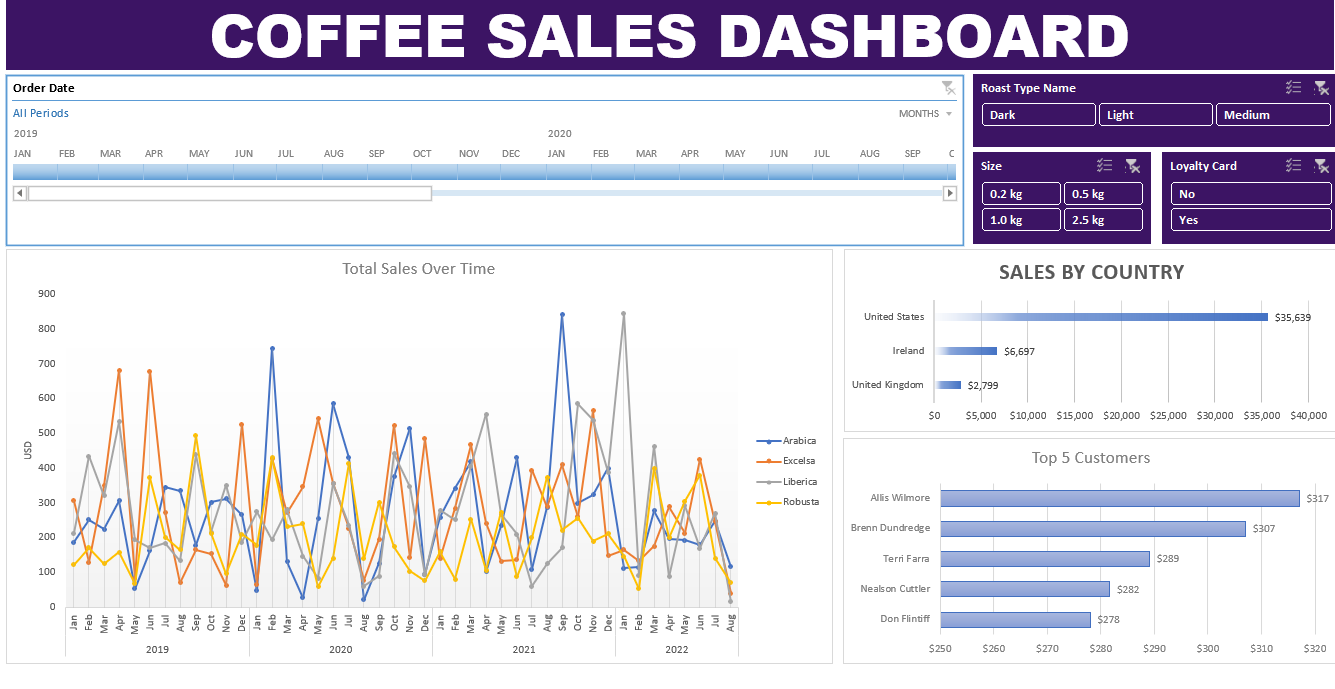 COFFEE SALES DASHBOARD
Order Date
All Periods
MONTHS
2019 2020
JAN FEB MAR APR MAY JUN JUL AUG SEP OCT NOV DEC JAN FEB MAR APR MAY JUN JUL AUG SEP C
Roast Type Name
Dark Light Medium
Size
0.2 kg 0.5 kg
1.0 kg 2.5 kg
Loyalty Card
No
Yes
Total Sales Over Time
900
800
700
600
500
400
300
200
100
0
USD
Jan Feb Mar Apr May Jun Jul Aug Sep Oct Nov Dec Jan Feb Mar Apr May Jun Jul Aug Sep Oct Nov Dec Jan Feb Mar Apr May Jun Jul Aug Sep Oct Nov Dec Jan Feb Mar Apr May Jun Jul Aug
2019 2020 2021 2022
Arabica
Excelsa
Liberica
Robusta
SALES BY COUNTRY
United States $35,639
Ireland $6,697
United Kingdom $2,799
$0 $5,000 $10,000 $15,000 $20,000 $25,000 $30,000 $35,000 $40,000
Top 5 Customers
Allis Wilmore $317
Brenn Dundredge $307
Terri Farra $289
Nealson Cuttler $282
Don Flintiff $278
$250 $260 $270 $280 $290 $300 $310 $320